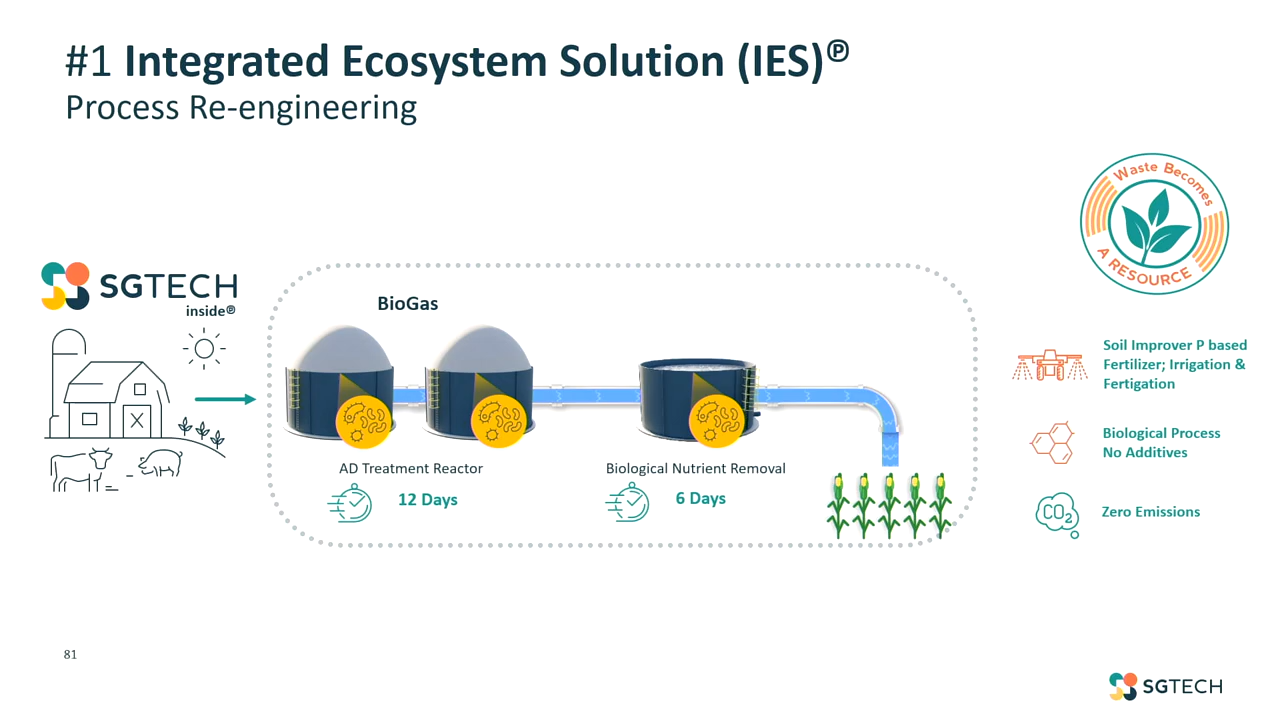 #1 Integrated Ecosystem Solution (IES)℗
Process Re-engineering
Waste Becomes
A RESOURCE
SGTECH
inside℗
BioGas
AD Treatment Reactor
12 Days
Biological Nutrient Removal
6 Days
Soil Improver P based
Fertilizer; Irrigation &
Fertigation
Biological Process
No Additives
CO2
Zero Emissions
81
SGTECH